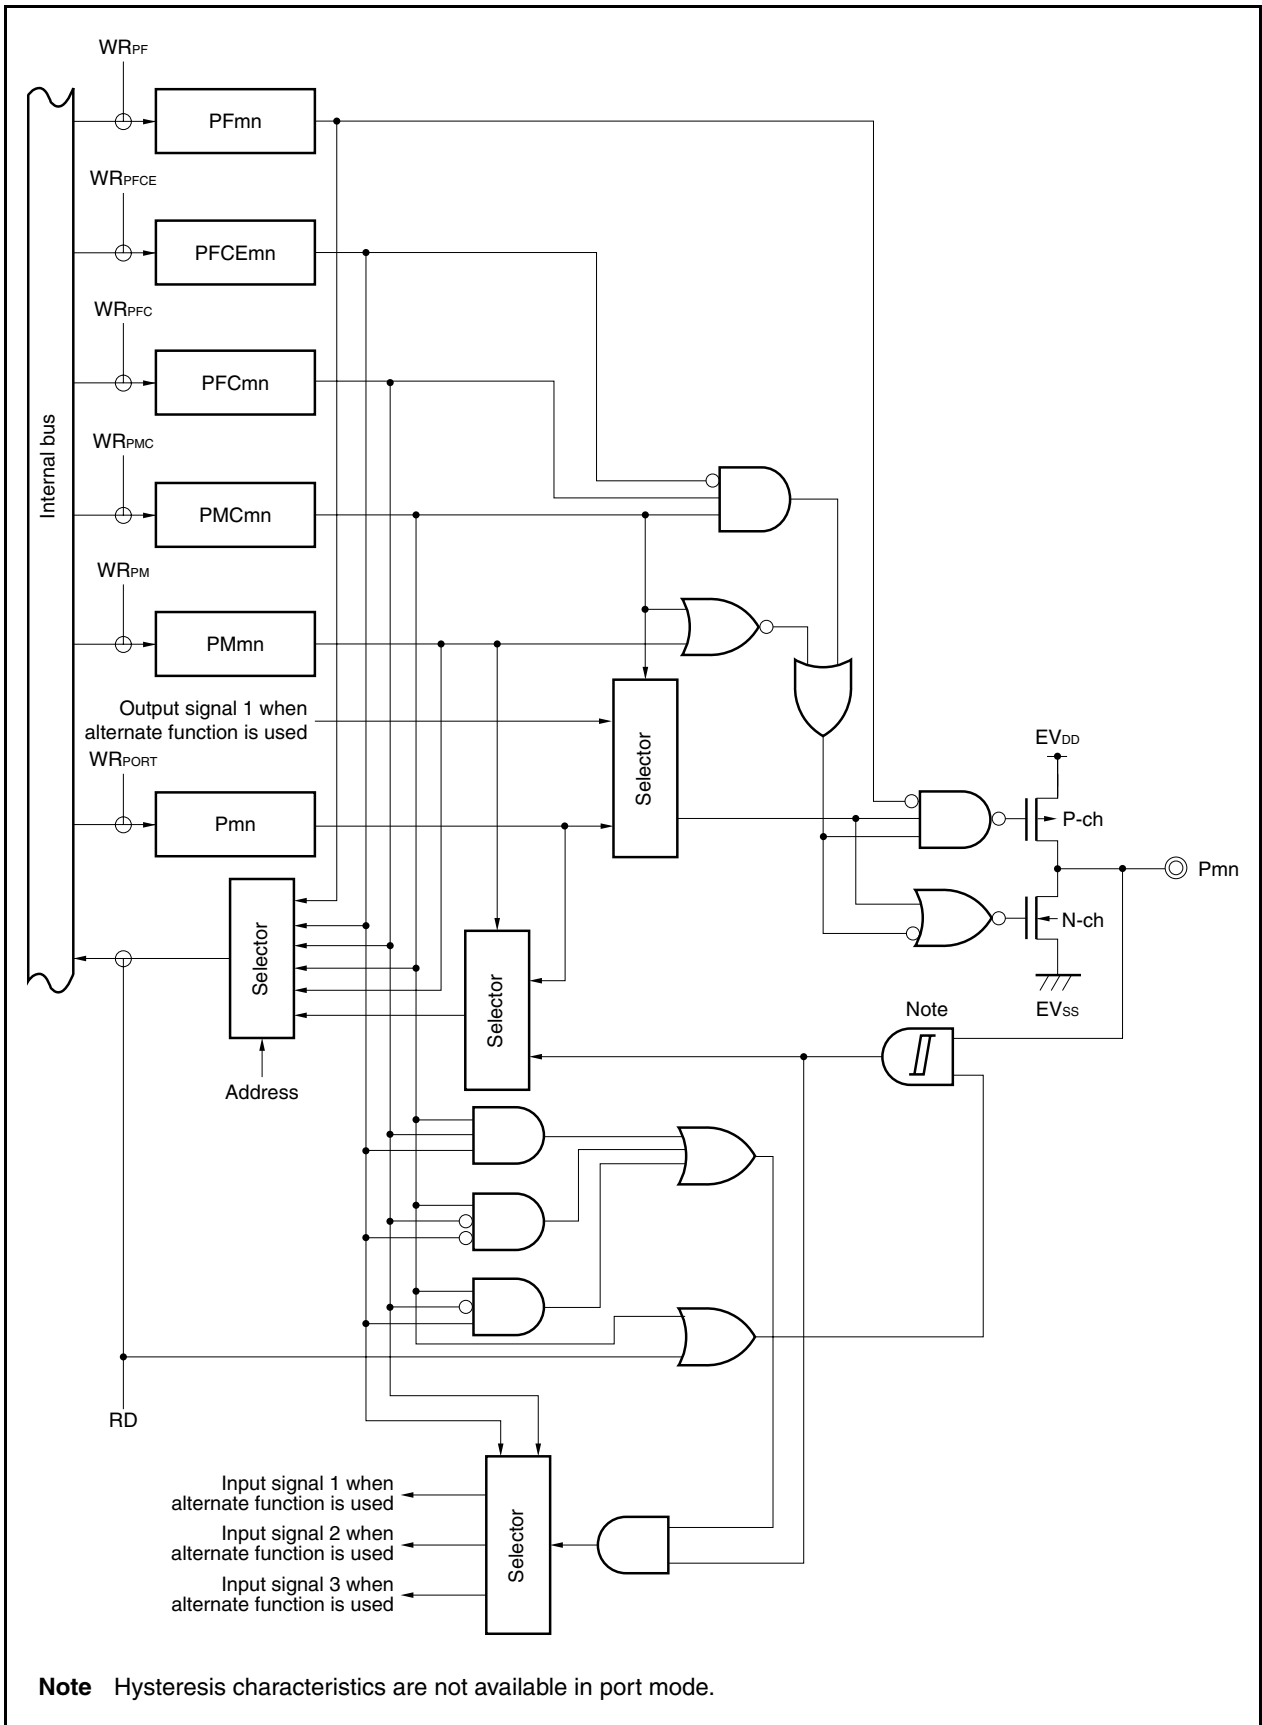 WRPF
PFmn
WRPFCE
PFCEmn
WRPFC
PFCmn
Internal bus
WRPMC
PMCmn
WRPM
PMmn
Output signal 1 when
alternate function is used
Selector
WRPORT
Pmn
EVDD
P-ch
Pmn
N-ch
EVSS
Selector
Selector
Note
Address
RD
Input signal 1 when
alternate function is used
Input signal 2 when
alternate function is used
Input signal 3 when
alternate function is used
Selector
Note Hysteresis characteristics are not available in port mode.